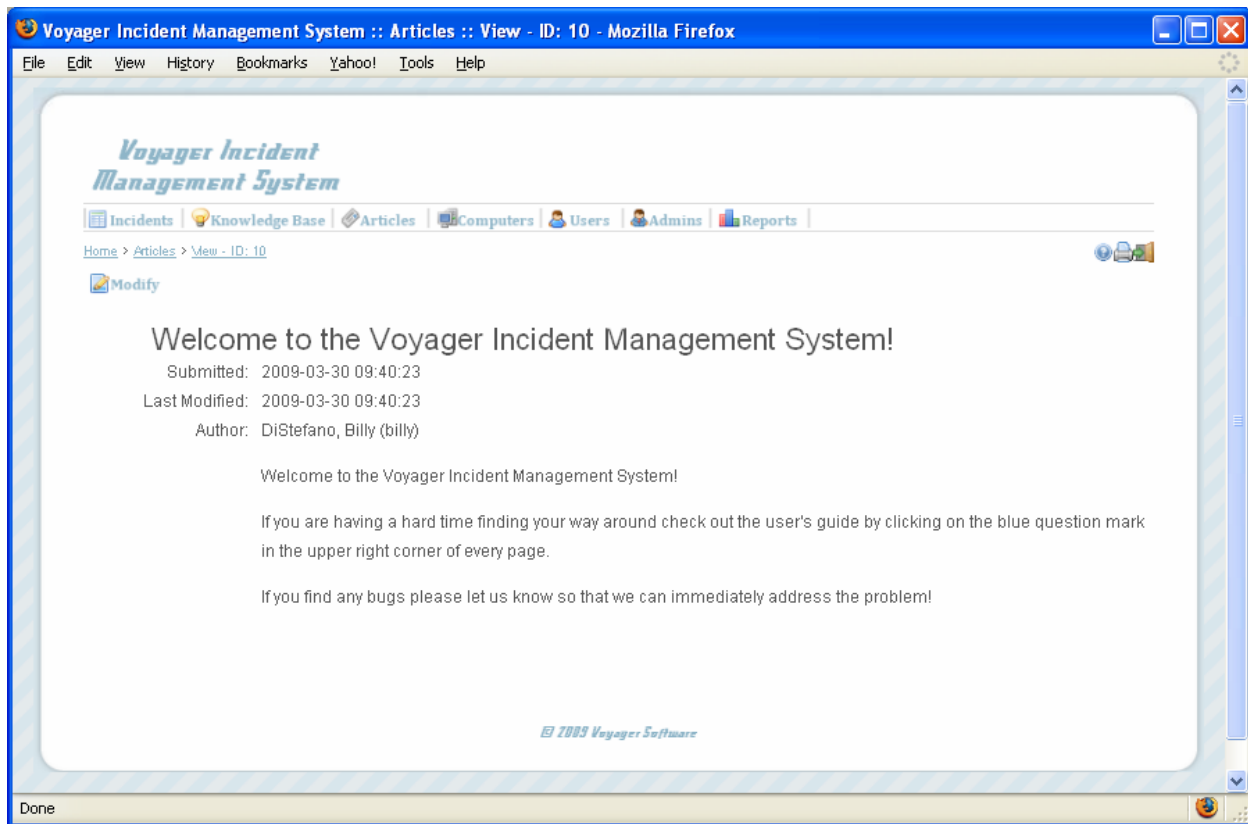 Voyager Incident Management System :: Articles :: View - ID: 10 - Mozilla Firefox
File Edit View History Bookmarks Yahoo! Tools Help
Voyager Incident
Management System
Incidents Knowledge Base Articles Computers Users Admins Reports
Home > Articles > View - ID: 10
Modify
Welcome to the Voyager Incident Management System!
Submitted: 2009-03-30 09:40:23
Last Modified: 2009-03-30 09:40:23
Author: DiStefano, Billy (billy)
Welcome to the Voyager Incident Management System!
If you are having a hard time finding your way around check out the user's guide by clicking on the blue question mark
in the upper right corner of every page.
If you find any bugs please let us know so that we can immediately address the problem!
© 2009 Voyager Software
Done